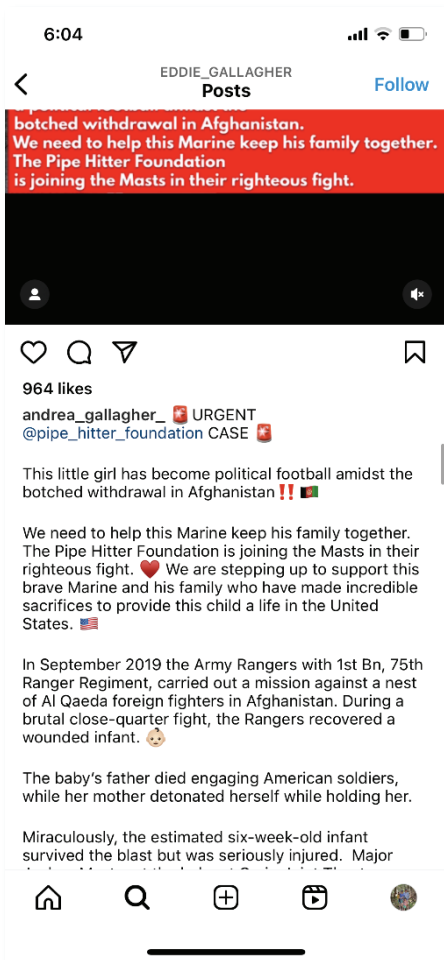 6:04
EDDIE_GALLAGHER
Posts
Follow
botched withdrawal in Afghanistan.
We need to help this Marine keep his family together.
The Pipe Hitter Foundation
is joining the Masts in their righteous fight.
964 likes
andrea_gallagher_ 🚨 URGENT
@pipe_hitter_foundation CASE 🚨
This little girl has become political football amidst the
botched withdrawal in Afghanistan‼️ 🇦🇫
We need to help this Marine keep his family together.
The Pipe Hitter Foundation is joining the Masts in their
righteous fight. ♥️ We are stepping up to support this
brave Marine and his family who have made incredible
sacrifices to provide this child a life in the United
States. 🇺🇸
In September 2019 the Army Rangers with 1st Bn, 75th
Ranger Regiment, carried out a mission against a nest
of Al Qaeda foreign fighters in Afghanistan. During a
brutal close-quarter fight, the Rangers recovered a
wounded infant. 👶🏻
The baby's father died engaging American soldiers,
while her mother detonated herself while holding her.
Miraculously, the estimated six-week-old infant
survived the blast but was seriously injured. Major